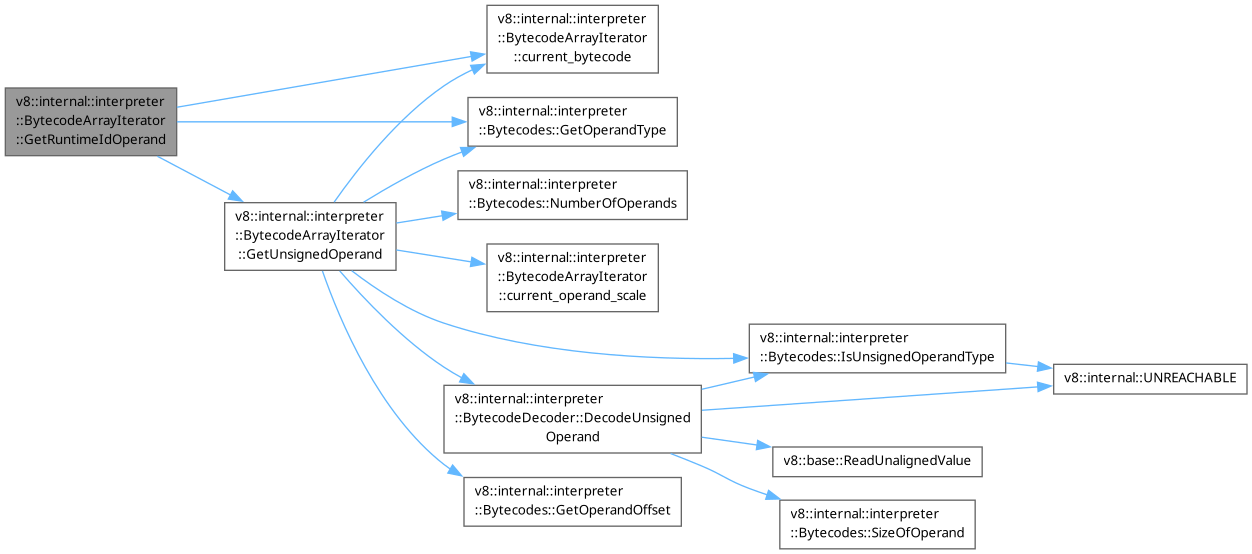 v8::internal::interpreter
::BytecodeArrayIterator
::GetRuntimeIdOperand
v8::internal::interpreter
::BytecodeArrayIterator
::current_bytecode
v8::internal::interpreter
::Bytecodes::GetOperandType
v8::internal::interpreter
::BytecodeArrayIterator
::GetUnsignedOperand
v8::internal::interpreter
::Bytecodes::NumberOfOperands
v8::internal::interpreter
::BytecodeArrayIterator
::current_operand_scale
v8::internal::interpreter
::Bytecodes::IsUnsignedOperandType
v8::internal::UNREACHABLE
v8::internal::interpreter
::BytecodeDecoder::DecodeUnsigned
Operand
v8::base::ReadUnalignedValue
v8::internal::interpreter
::Bytecodes::GetOperandOffset
v8::internal::interpreter
::Bytecodes::SizeOfOperand